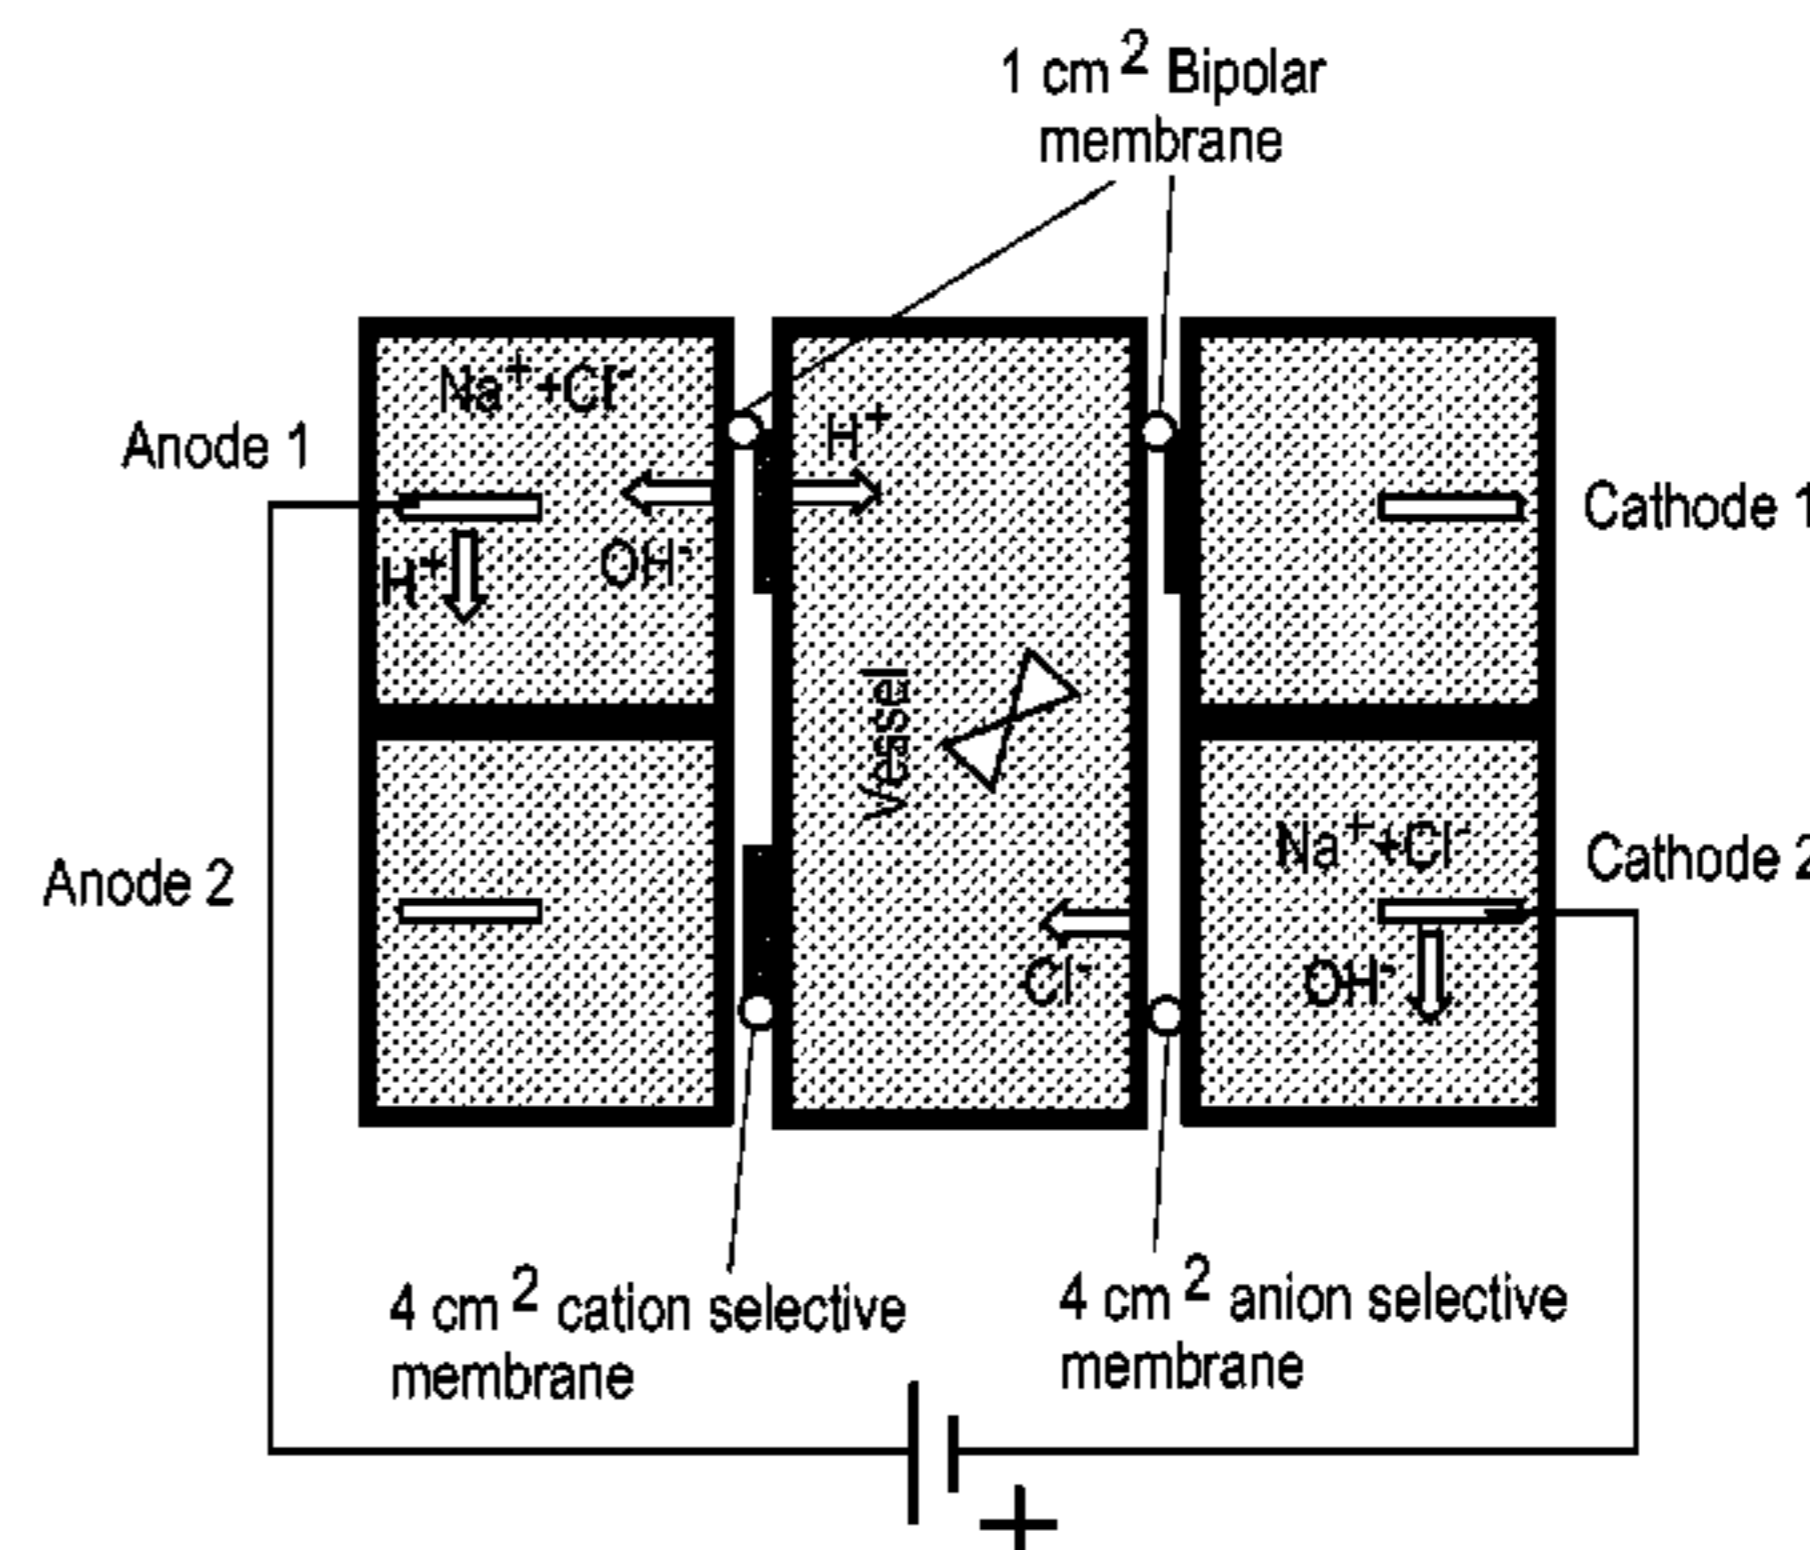 1 cm² Bipolar
membrane
Na⁺+Cl⁻
Anode 1
H⁺
H⁺
OH⁻
Cathode 1
Vessel
Anode 2
Na⁺+Cl⁻
Cathode 2
Cl⁻
OH⁻
4 cm² cation selective
membrane
4 cm² anion selective
membrane
+